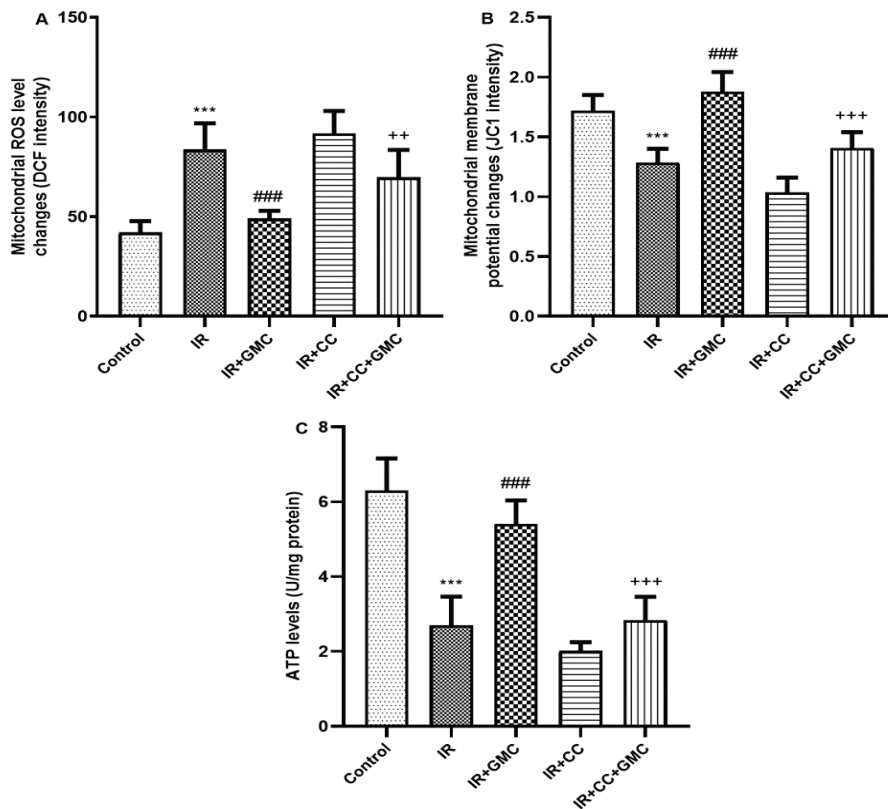 A
Mitochondrial ROS level
changes (DCF intensity)
150
100
50
0
***
###
++
Control
IR
IR+GMC
IR+CC
IR+CC+GMC
B
Mitochondrial membrane
potential changes (JC1 intensity)
2.5
2.0
1.5
1.0
0.5
0.0
***
###
+++
Control
IR
IR+GMC
IR+CC
IR+CC+GMC
C
ATP levels (U/mg protein)
8
6
4
2
0
***
###
+++
Control
IR
IR+GMC
IR+CC
IR+CC+GMC